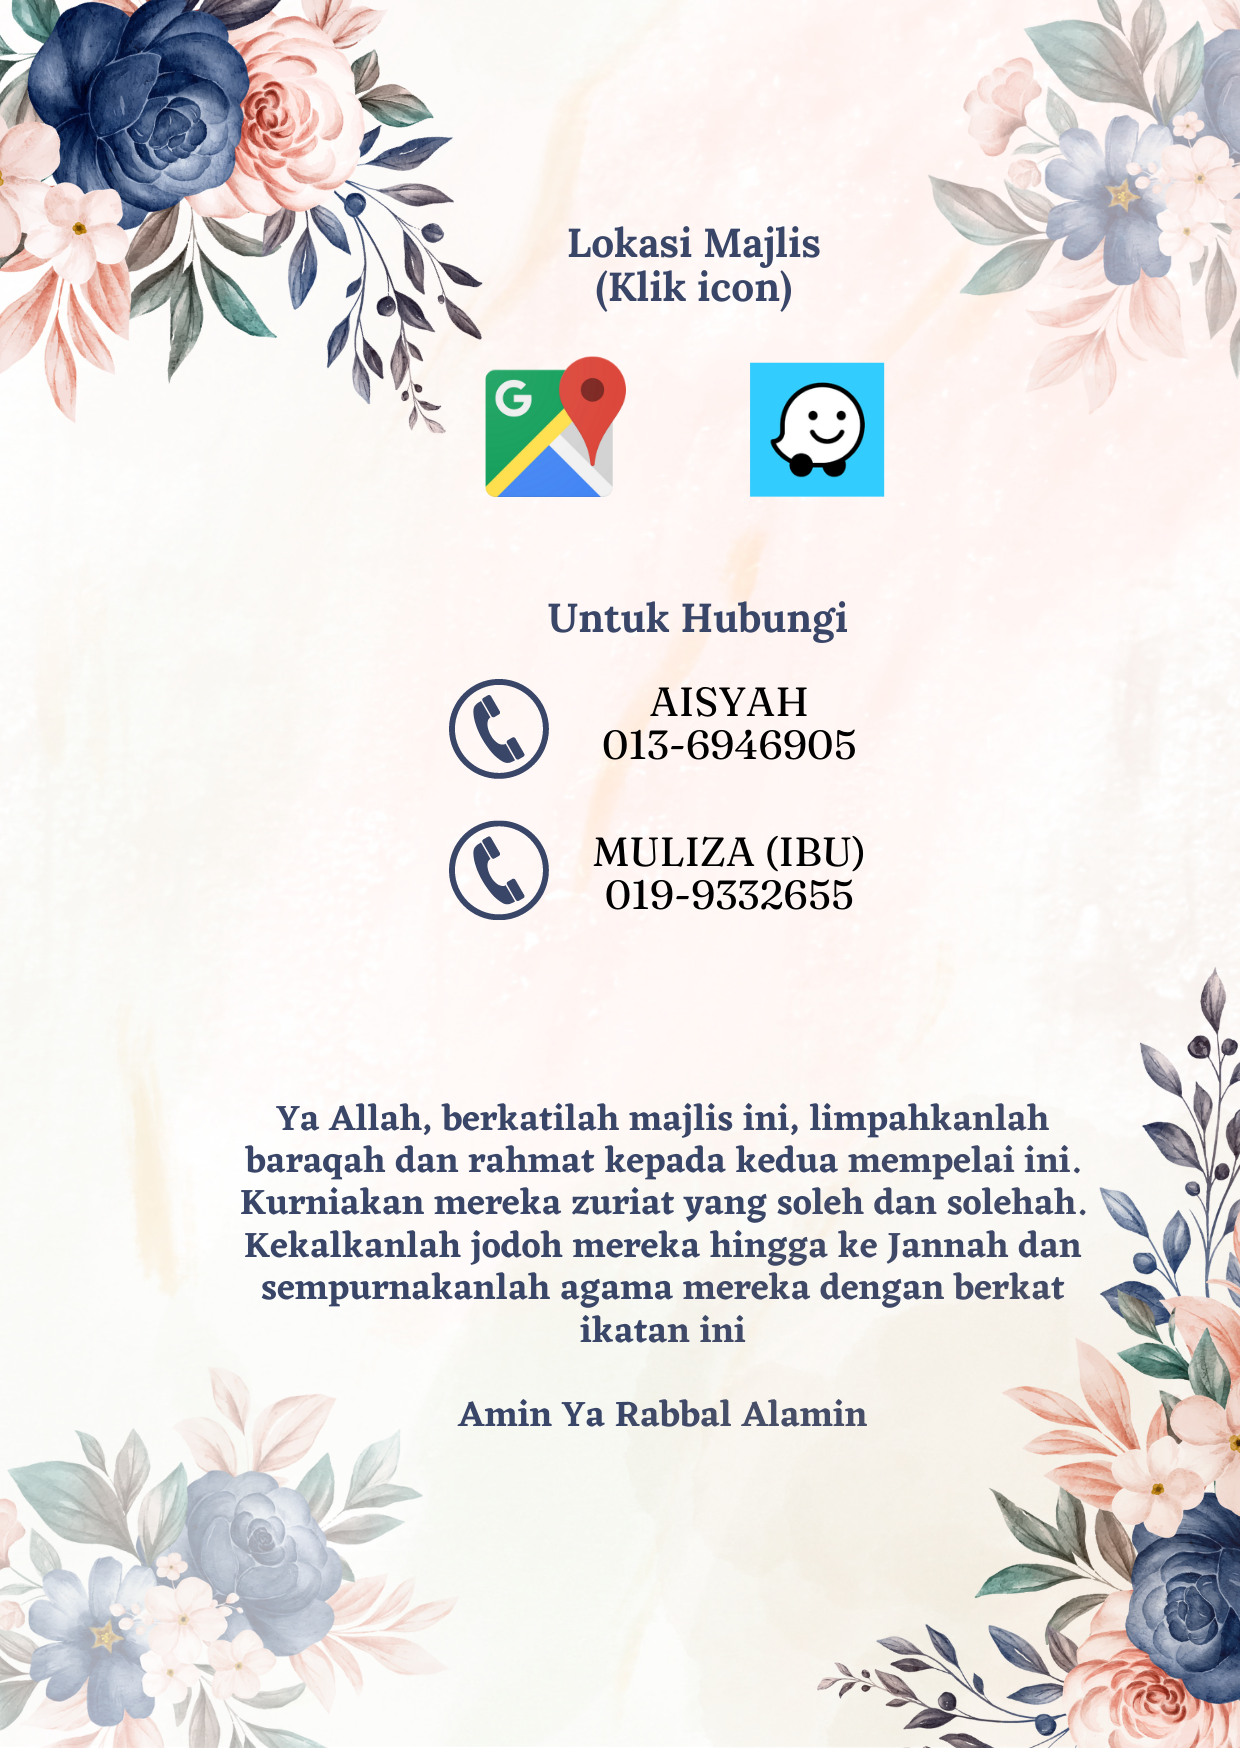 Lokasi Majlis
(Klik icon)
G
Untuk Hubungi
AISYAH
013-6946905
MULIZA (IBU)
019-9332655
Ya Allah, berkatilah majlis ini, limpahkanlah
baraqah dan rahmat kepada kedua mempelai ini.
Kurniakan mereka zuriat yang soleh dan solehah.
Kekalkanlah jodoh mereka hingga ke Jannah dan
sempurnakanlah agama mereka dengan berkat
ikatan ini
Amin Ya Rabbal Alamin